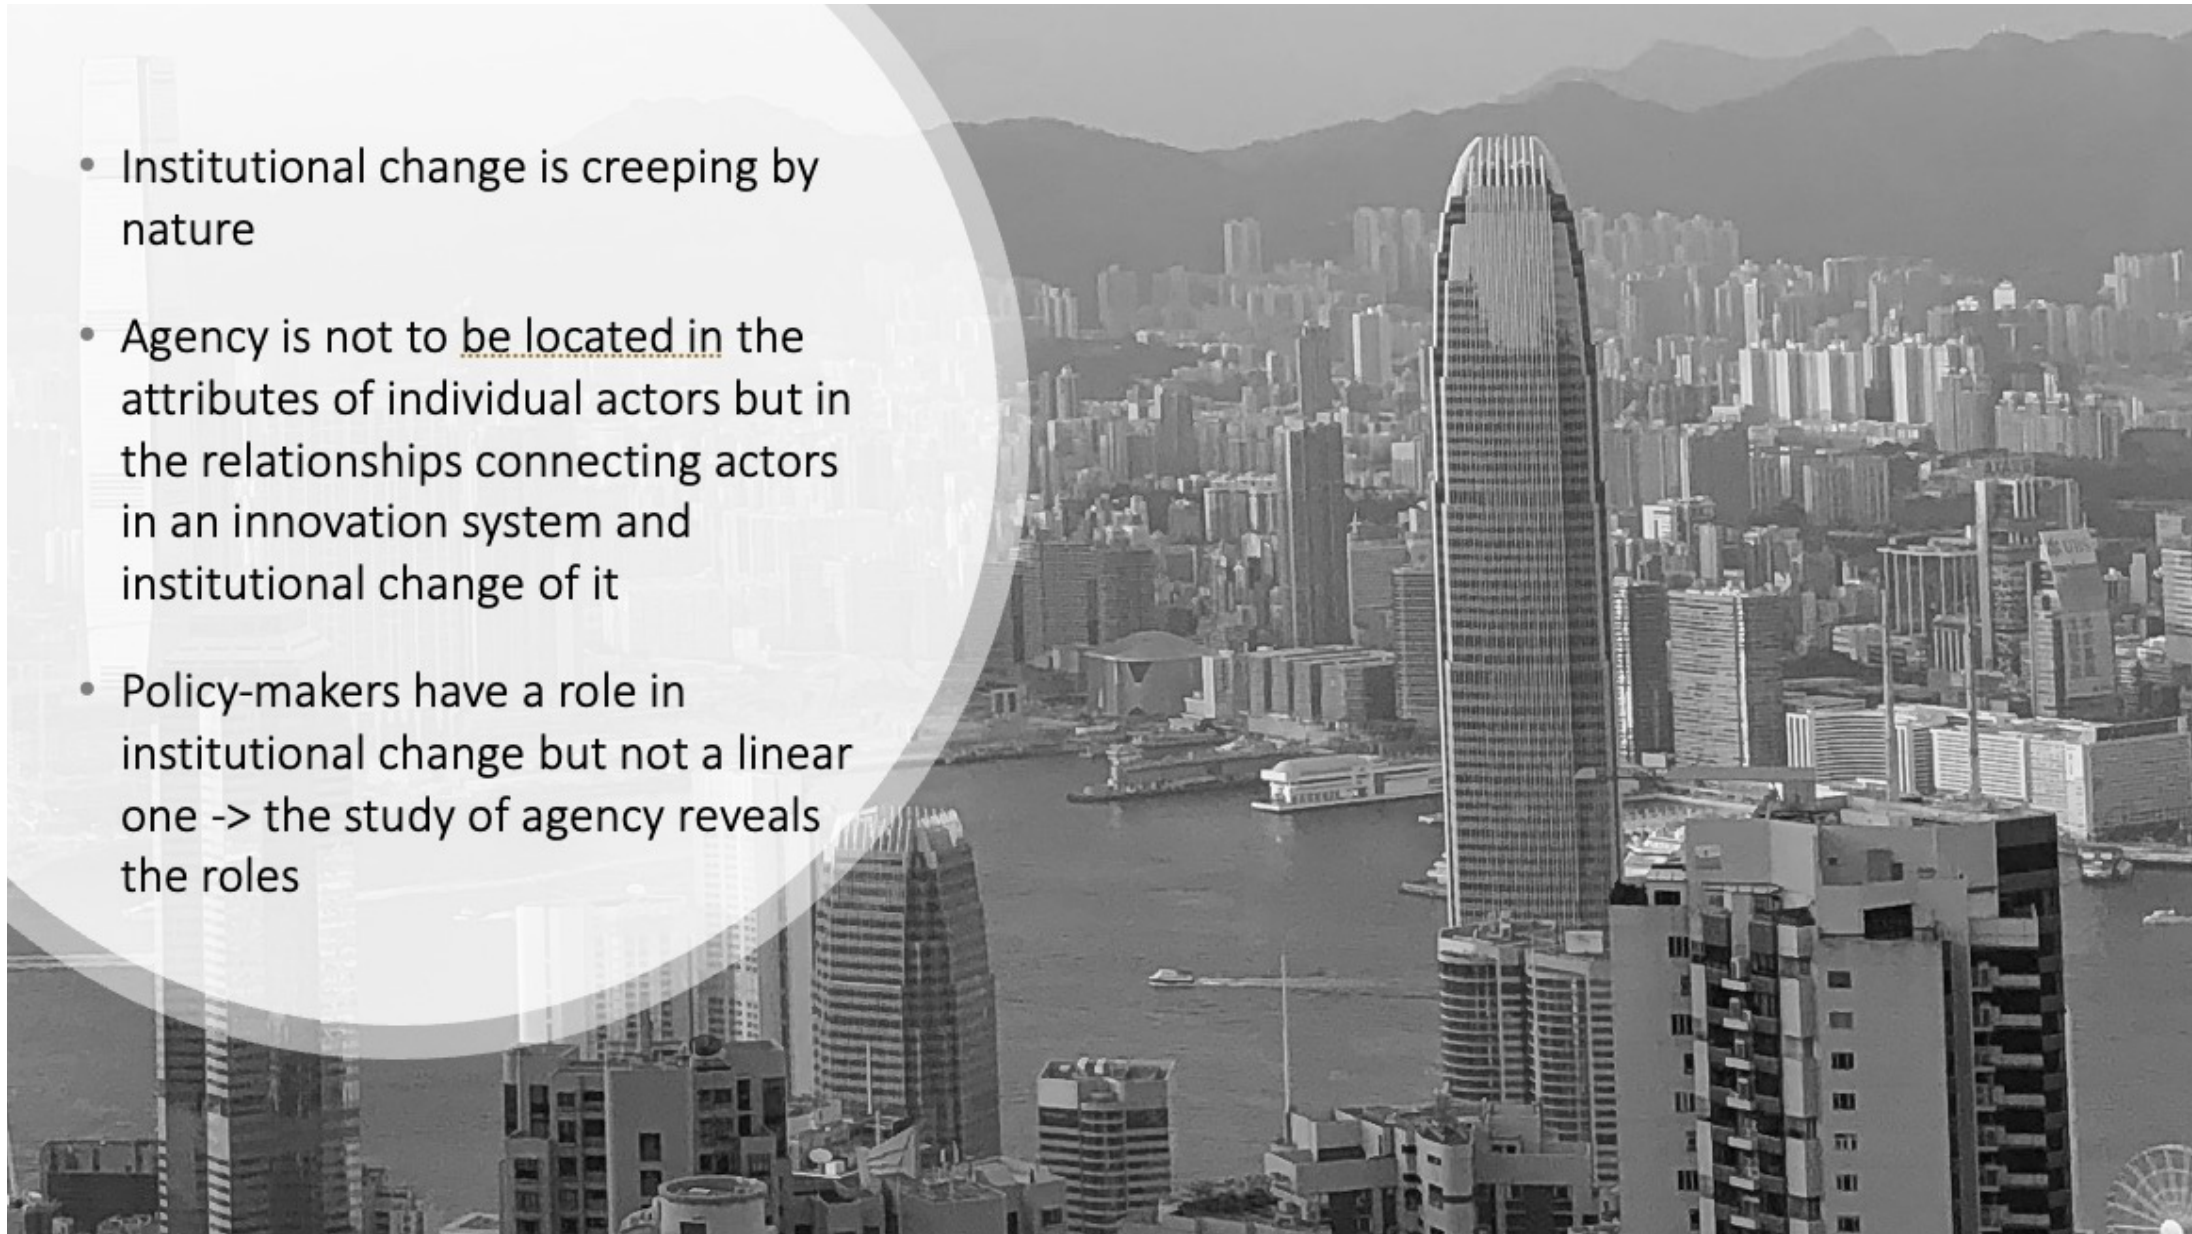 • Institutional change is creeping by
nature
• Agency is not to be located in the
attributes of individual actors but in
the relationships connecting actors
in an innovation system and
institutional change of it
• Policy-makers have a role in
institutional change but not a linear
one -> the study of agency reveals
the roles
UBS